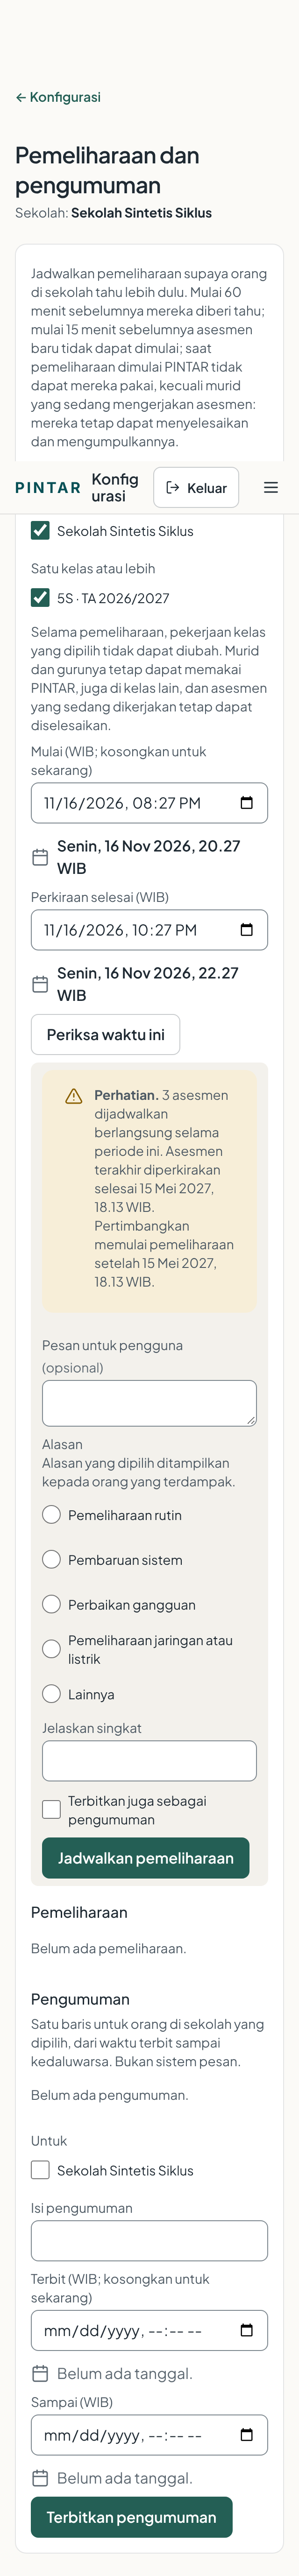 ← Konfigurasi
Pemeliharaan dan
pengumuman
Sekolah: Sekolah Sintetis Siklus
Jadwalkan pemeliharaan supaya orang
di sekolah tahu lebih dulu. Mulai 60
menit sebelumnya mereka diberi tahu;
mulai 15 menit sebelumnya asesmen
baru tidak dapat dimulai; saat
pemeliharaan dimulai PINTAR tidak
dapat mereka pakai, kecuali murid
yang sedang mengerjakan asesmen:
mereka tetap dapat menyelesaikan
dan mengumpulkannya.
PINTAR
Konfig
urasi
Keluar
Sekolah Sintetis Siklus
Satu kelas atau lebih
5S · TA 2026/2027
Selama pemeliharaan, pekerjaan kelas
yang dipilih tidak dapat diubah. Murid
dan gurunya tetap dapat memakai
PINTAR, juga di kelas lain, dan asesmen
yang sedang dikerjakan tetap dapat
diselesaikan.
Mulai (WIB; kosongkan untuk
sekarang)
11/16/2026, 08:27 PM
Senin, 16 Nov 2026, 20.27
WIB
Perkiraan selesai (WIB)
11/16/2026, 10:27 PM
Senin, 16 Nov 2026, 22.27
WIB
Periksa waktu ini
Perhatian. 3 asesmen
dijadwalkan
berlangsung selama
periode ini. Asesmen
terakhir diperkirakan
selesai 15 Mei 2027,
18.13 WIB.
Pertimbangkan
memulai pemeliharaan
setelah 15 Mei 2027,
18.13 WIB.
Pesan untuk pengguna
(opsional)
Alasan
Alasan yang dipilih ditampilkan
kepada orang yang terdampak.
Pemeliharaan rutin
Pembaruan sistem
Perbaikan gangguan
Pemeliharaan jaringan atau
listrik
Lainnya
Jelaskan singkat
Terbitkan juga sebagai
pengumuman
Jadwalkan pemeliharaan
Pemeliharaan
Belum ada pemeliharaan.
Pengumuman
Satu baris untuk orang di sekolah yang
dipilih, dari waktu terbit sampai
kedaluwarsa. Bukan sistem pesan.
Belum ada pengumuman.
Untuk
Sekolah Sintetis Siklus
Isi pengumuman
Terbit (WIB; kosongkan untuk
sekarang)
mm/dd/yyyy, --:-- --
Belum ada tanggal.
Sampai (WIB)
mm/dd/yyyy, --:-- --
Belum ada tanggal.
Terbitkan pengumuman